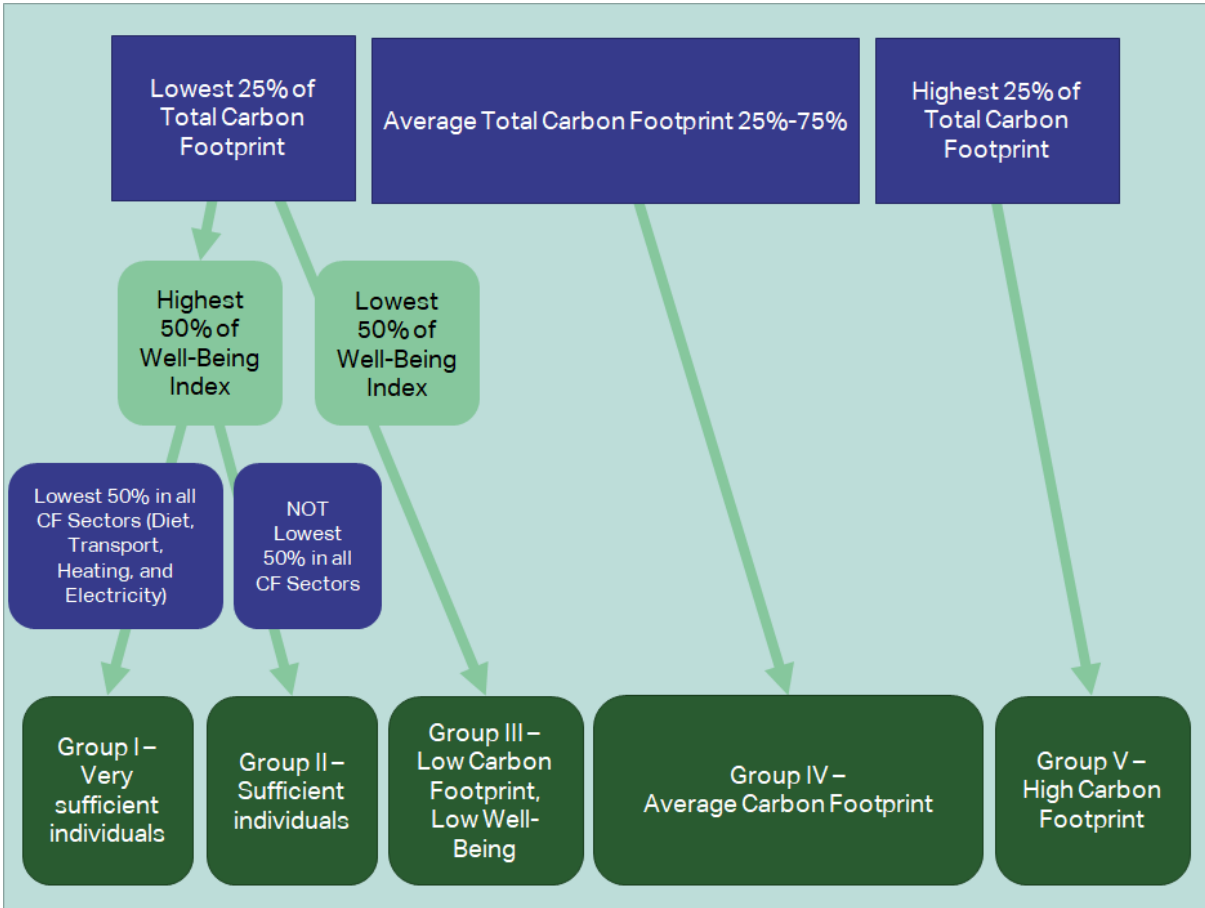 Lowest 25% of
Total Carbon
Footprint
Average Total Carbon Footprint 25%-75%
Highest 25% of
Total Carbon
Footprint
Highest
50% of
Well-Being
Index
Lowest
50% of
Well-Being
Index
Lowest 50% in all
CF Sectors (Diet,
Transport,
Heating, and
Electricity)
NOT
Lowest
50% in all
CF Sectors
Group I –
Very
sufficient
individuals
Group II –
Sufficient
individuals
Group III –
Low Carbon
Footprint,
Low Well-
Being
Group IV –
Average Carbon Footprint
Group V –
High Carbon
Footprint